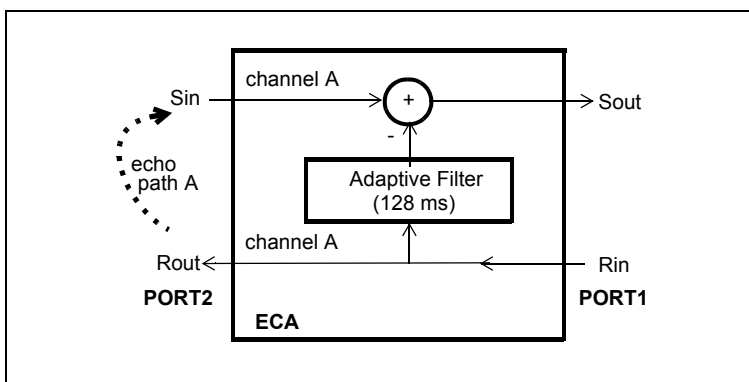 channel A
Sin
+
Sout
-
echo
path A
Adaptive Filter
(128 ms)
channel A
Rout
Rin
PORT2
PORT1
ECA